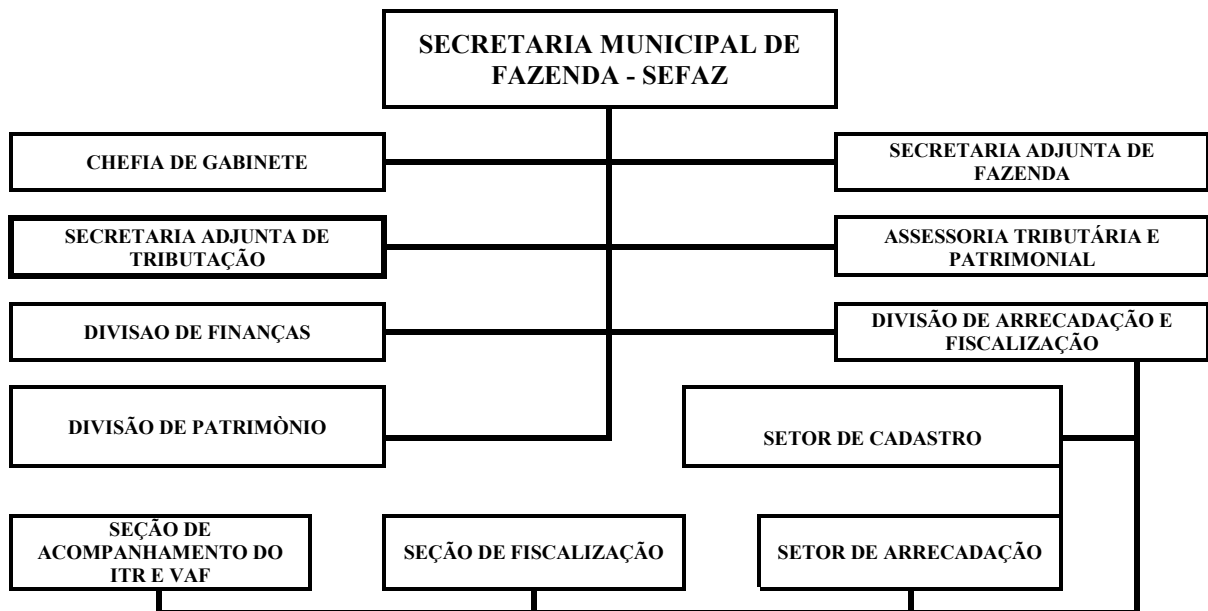 SECRETARIA MUNICIPAL DE
FAZENDA - SEFAZ
CHEFIA DE GABINETE
SECRETARIA ADJUNTA DE
FAZENDA
SECRETARIA ADJUNTA DE
TRIBUTAÇÃO
ASSESSORIA TRIBUTÁRIA E
PATRIMONIAL
DIVISAO DE FINANÇAS
DIVISÃO DE ARRECADAÇÃO E
FISCALIZAÇÃO
DIVISÃO DE PATRIMÒNIO
SETOR DE CADASTRO
SEÇÃO DE
ACOMPANHAMENTO DO
ITR E VAF
SEÇÃO DE FISCALIZAÇÃO
SETOR DE ARRECADAÇÃO